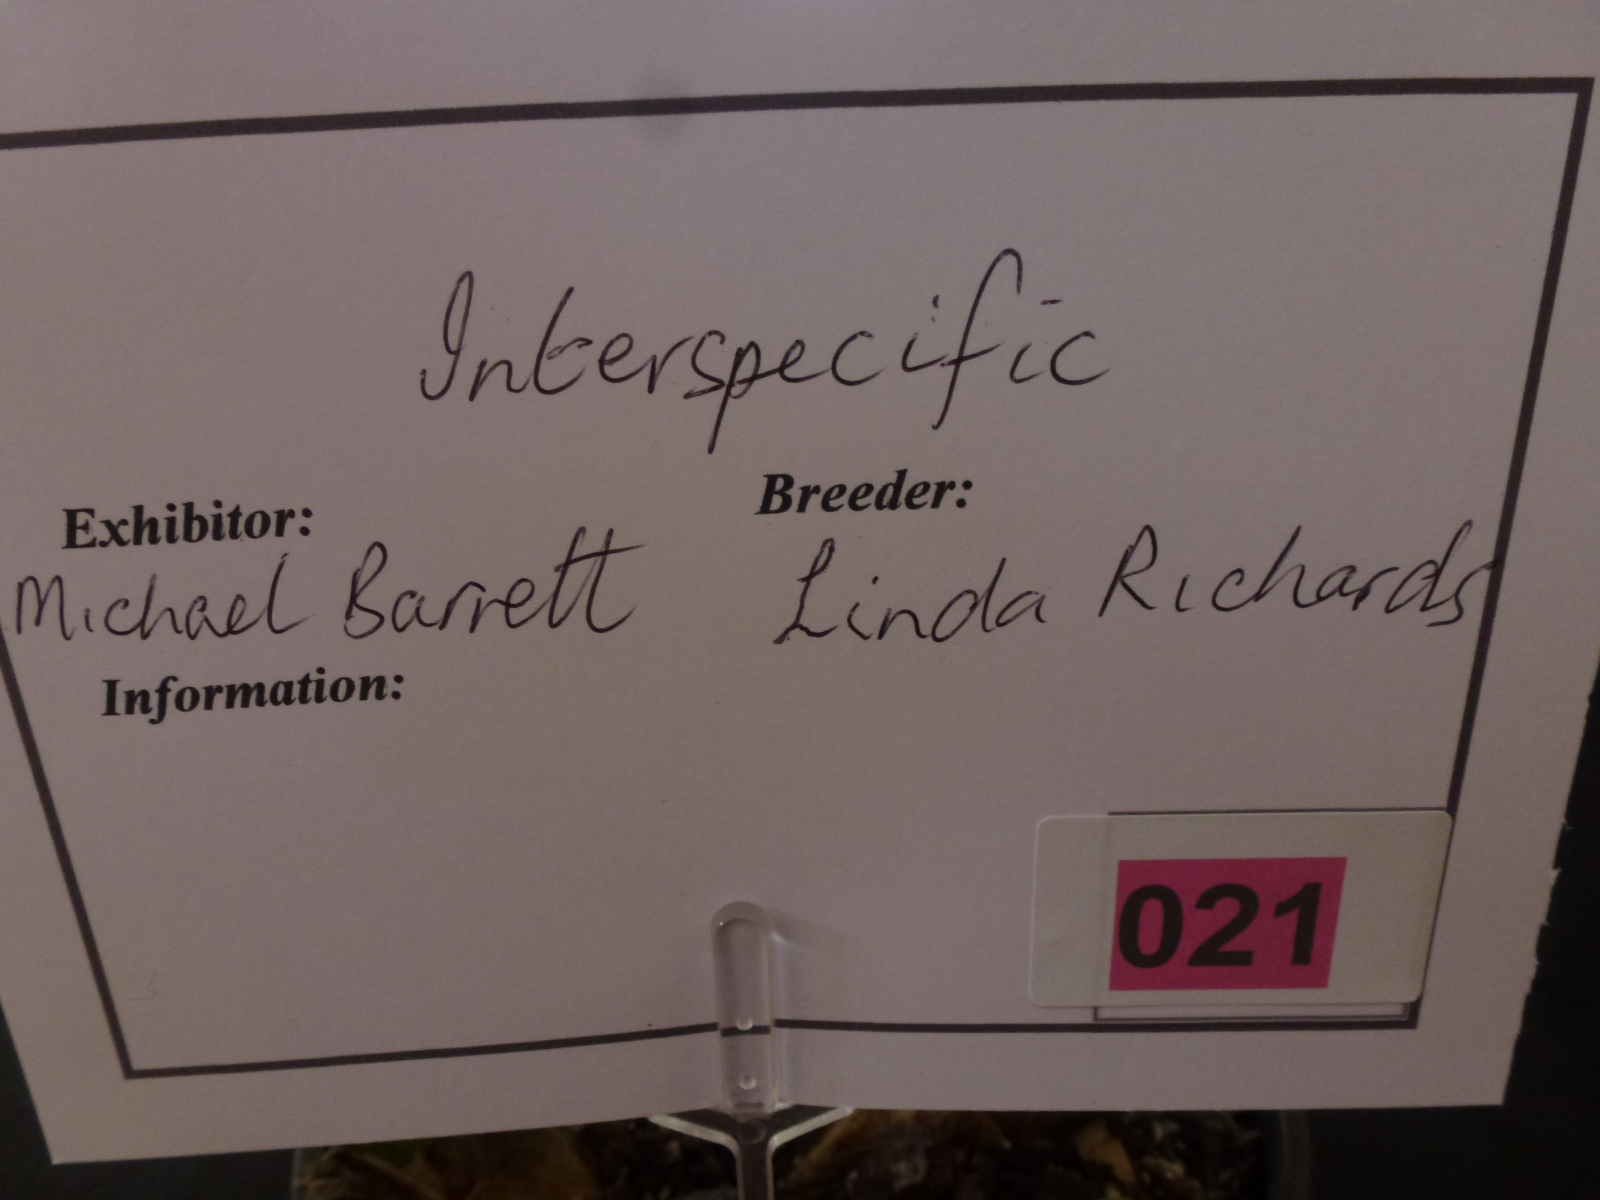 Interspecific
Exhibitor: Breeder:
Michael Barrett Linda Richards
Information:
021